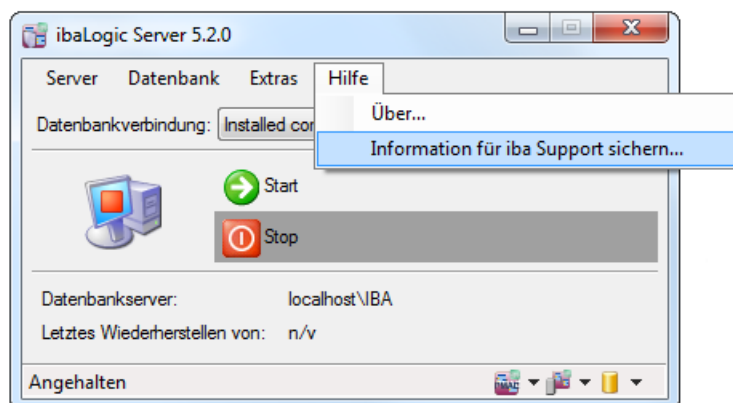 ibaLogic Server 5.2.0
Server Datenbank Extras Hilfe
Über...
Datenbankverbindung: Installed
Information für iba Support sichern...
Start
Stop
Datenbankserver: localhost\IBA
Letztes Wiederherstellen von: n/v
Angehalten